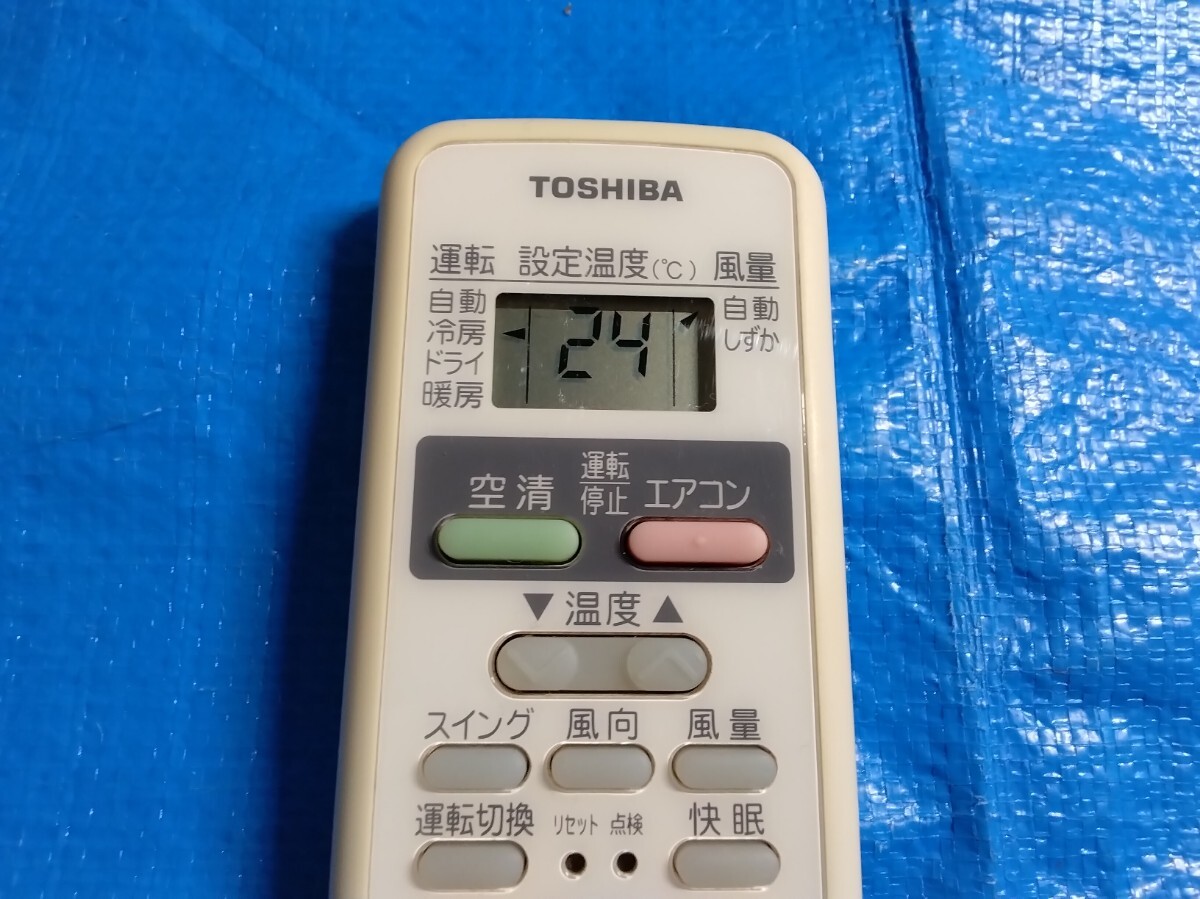 TOSHIBA
運転 設定温度(℃) 風量
自動
冷房
ドライ
暖房
24
自動
しずか
空清 運転 エアコン
停止
▼ 温度 ▲
スイング 風向 風量
運転切換 リセット 点検 快眠